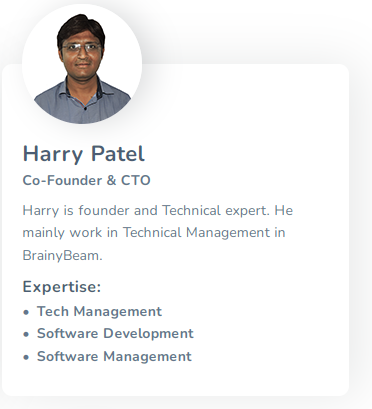 Harry Patel
Co-Founder & CTO
Harry is founder and Technical expert. He
mainly work in Technical Management in
BrainyBeam.
Expertise:
• Tech Management
• Software Development
• Software Management